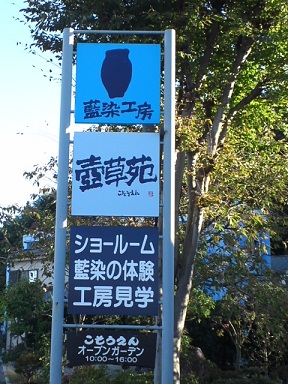 藍染工房
壺草苑
こそうえん
ショールーム
藍染の体験
工房見学
こそうえん
オープンガーデン
10:00〜16:00